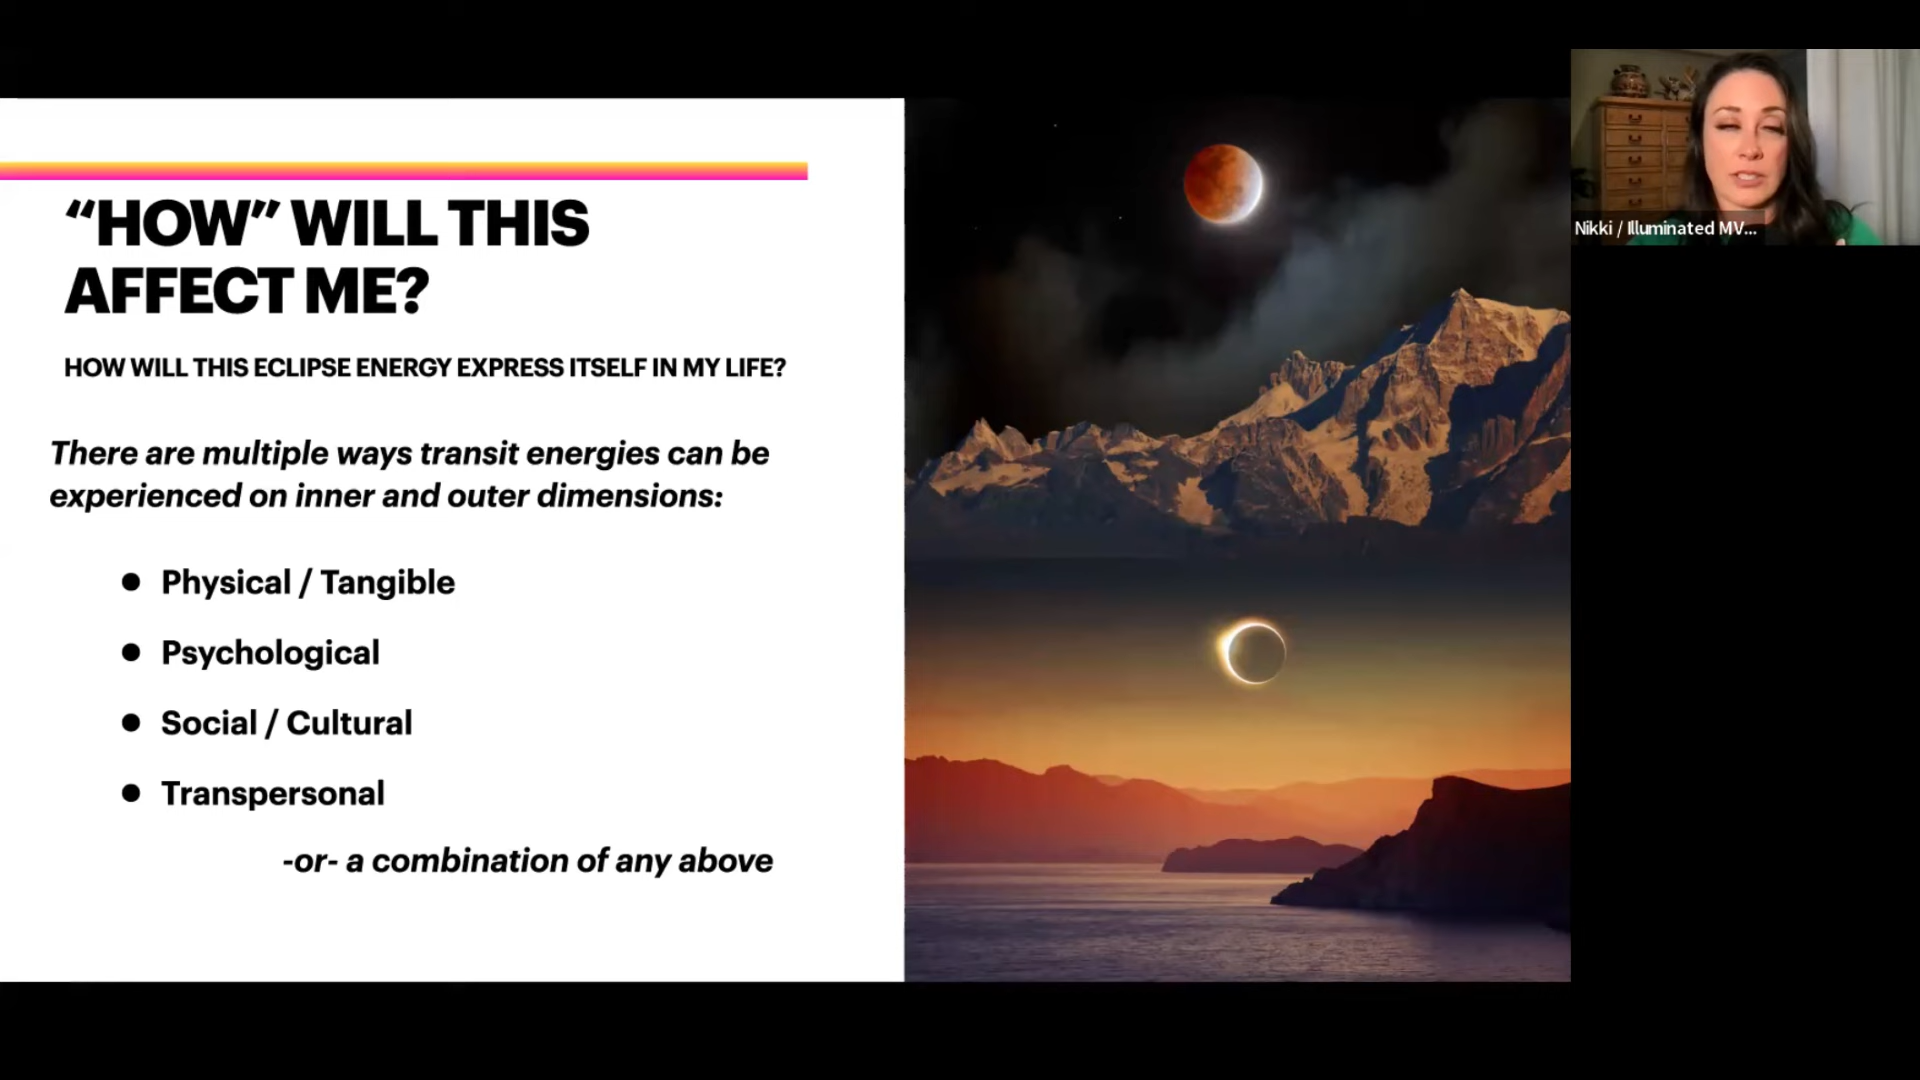 “HOW” WILL THIS
AFFECT ME?
HOW WILL THIS ECLIPSE ENERGY EXPRESS ITSELF IN MY LIFE?
There are multiple ways transit energies can be
experienced on inner and outer dimensions:
● Physical / Tangible
● Psychological
● Social / Cultural
● Transpersonal
-or- a combination of any above
Nikki / Illuminated MV...